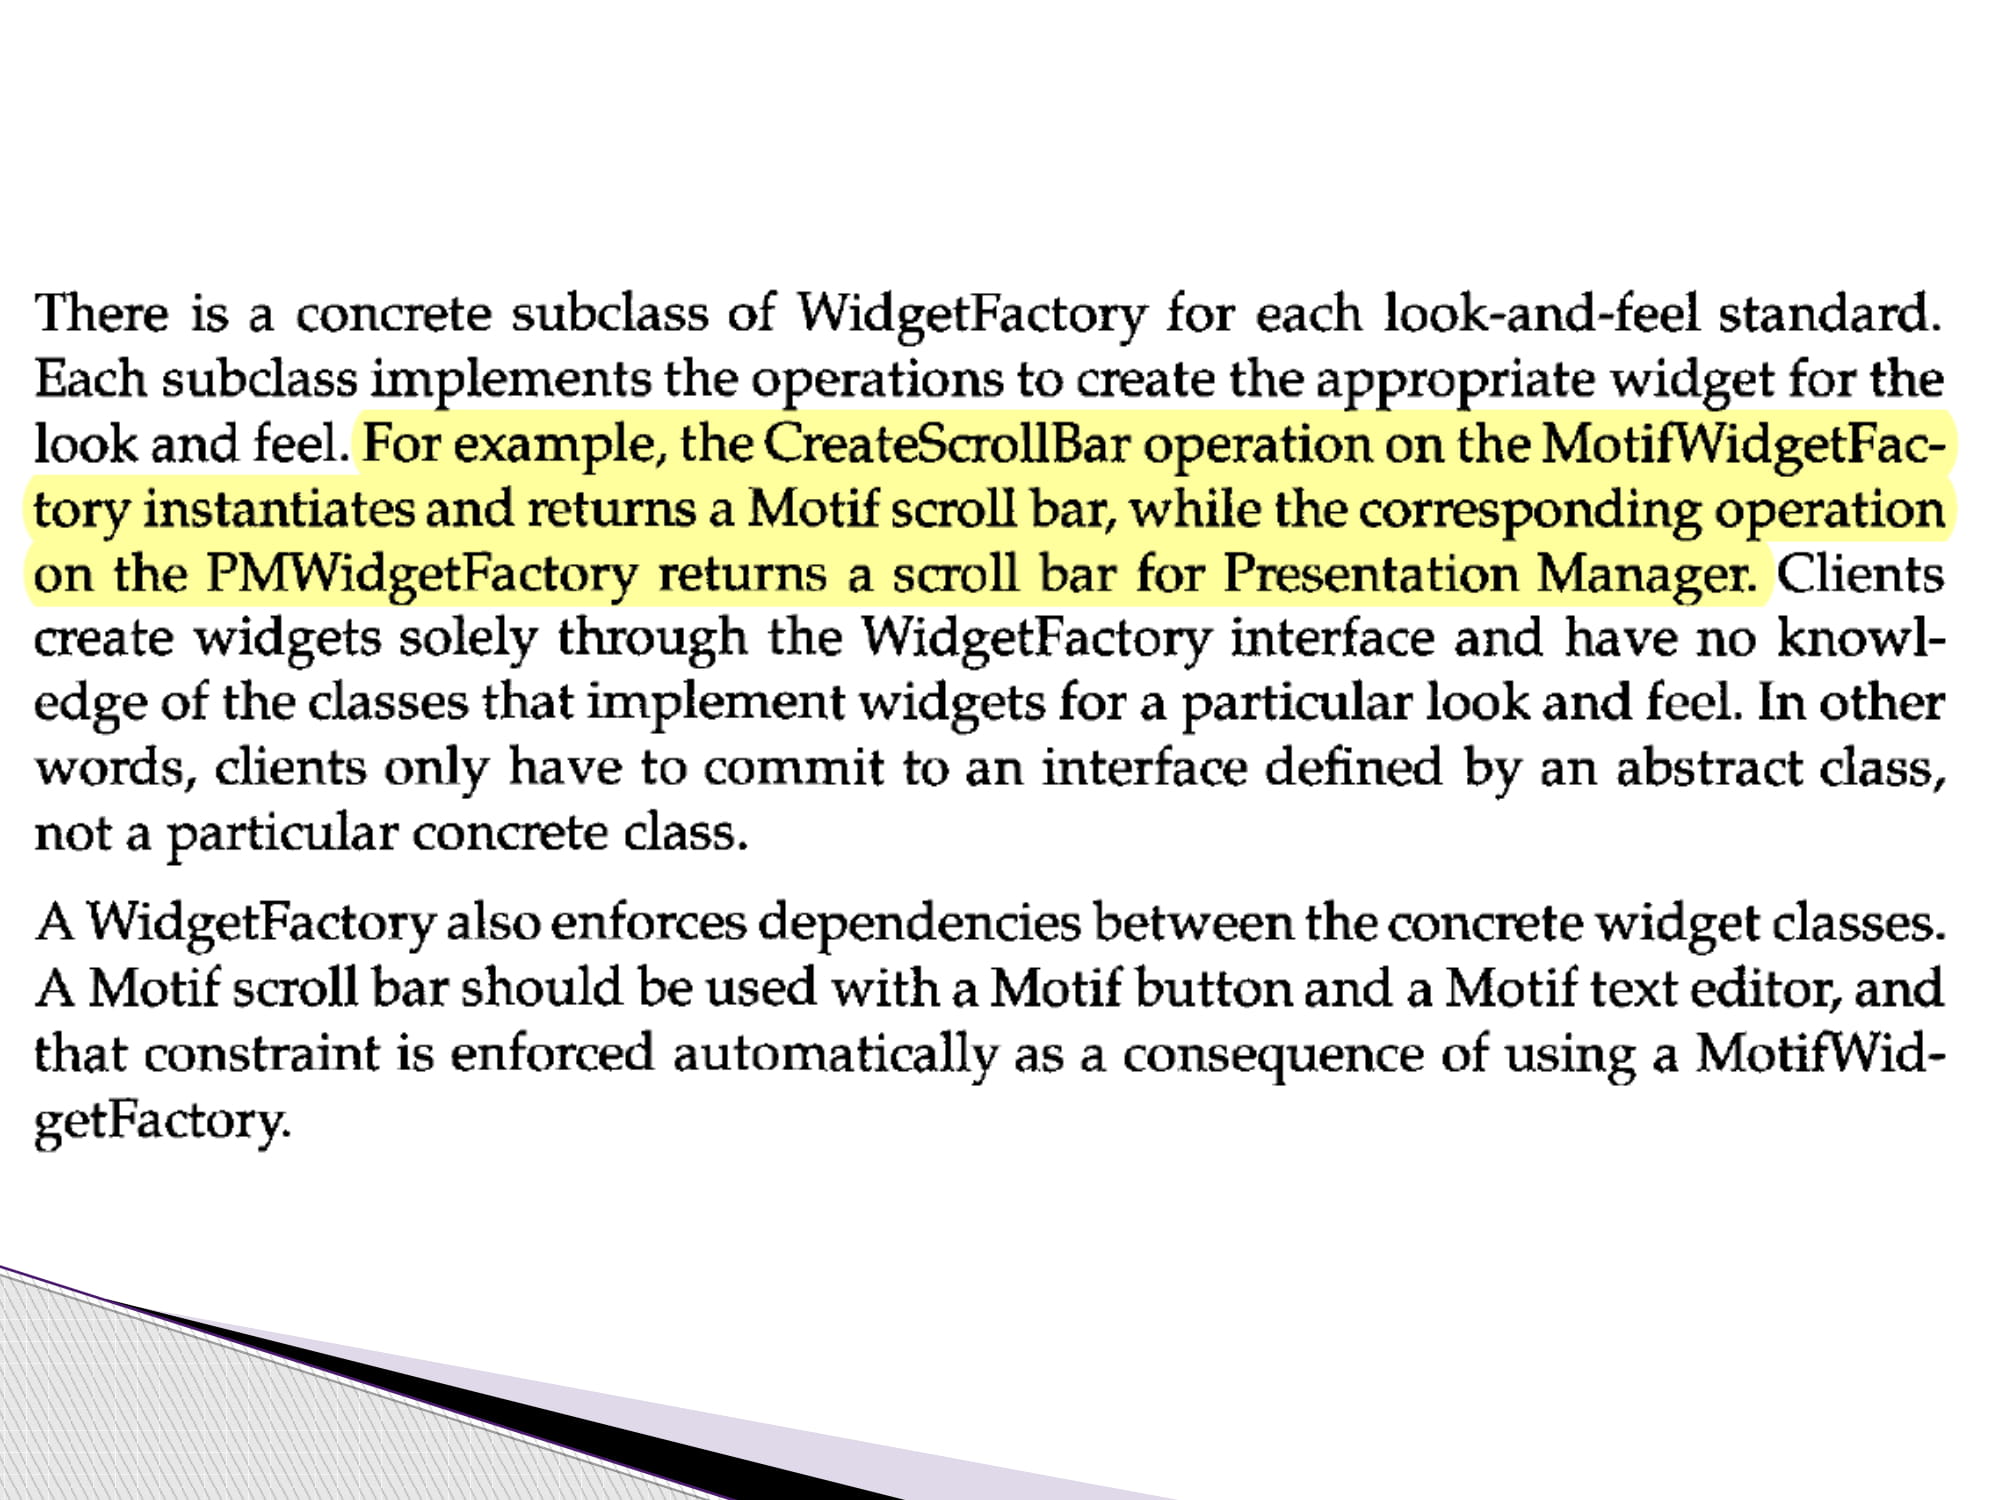 There is a concrete subclass of WidgetFactory for each look-and-feel standard.
Each subclass implements the operations to create the appropriate widget for the
look and feel. For example, the CreateScrollBar operation on the MotifWidgetFac-
tory instantiates and returns a Motif scroll bar, while the corresponding operation
on the PMWidgetFactory returns a scroll bar for Presentation Manager. Clients
create widgets solely through the WidgetFactory interface and have no knowl-
edge of the classes that implement widgets for a particular look and feel. In other
words, clients only have to commit to an interface defined by an abstract class,
not a particular concrete class.
A WidgetFactory also enforces dependencies between the concrete widget classes.
A Motif scroll bar should be used with a Motif button and a Motif text editor, and
that constraint is enforced automatically as a consequence of using a MotifWid-
getFactory.